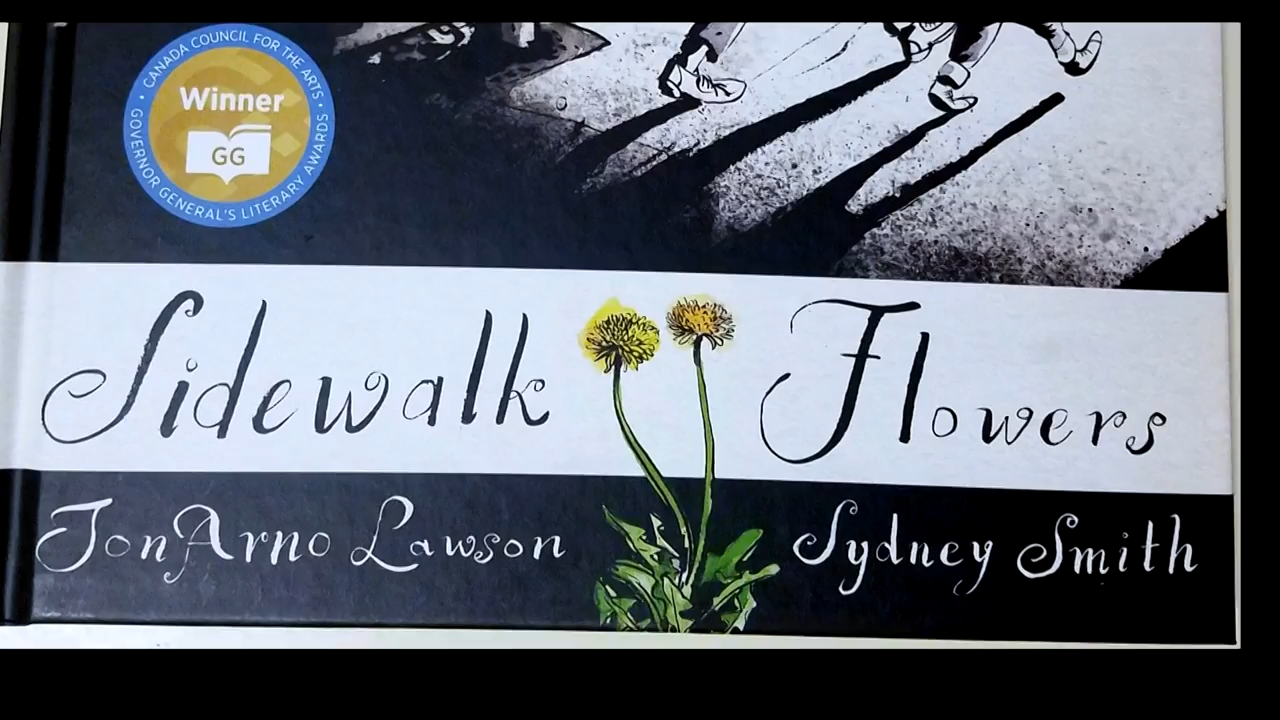 CANADA COUNCIL FOR THE ARTS
Winner
GG
GOVERNOR GENERAL'S LITERARY AWARDS
Sidewalk Flowers
JonArno Lawson Sydney Smith